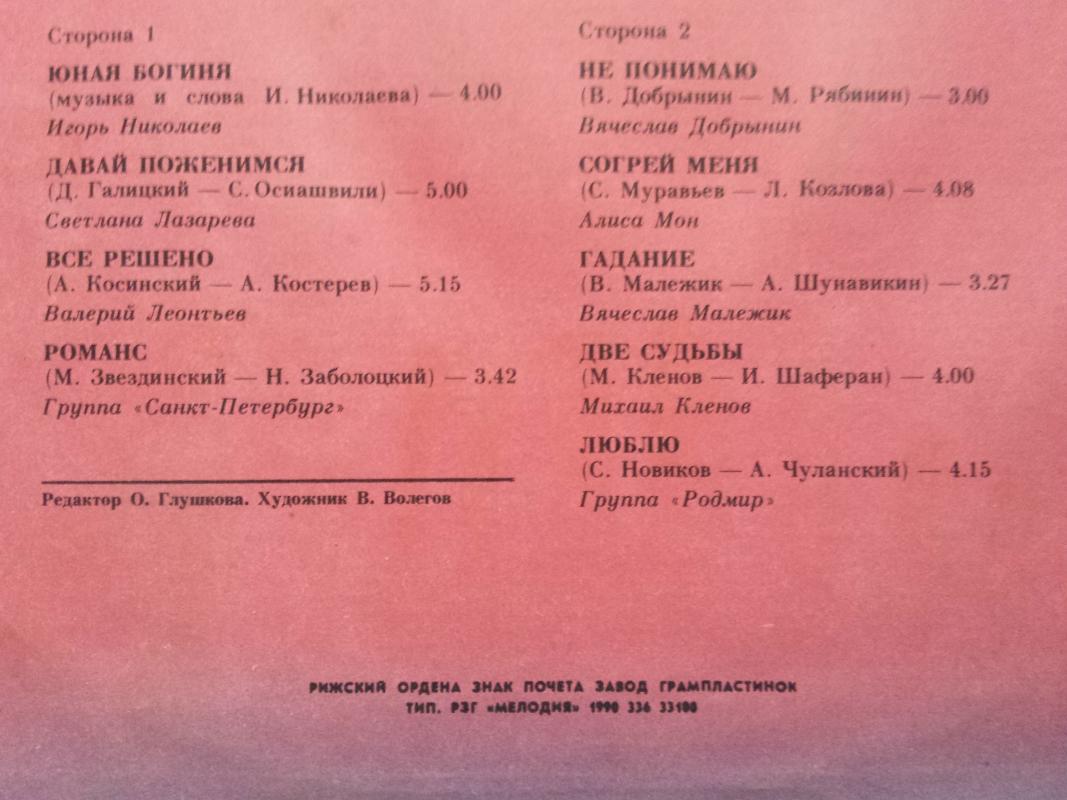 Сторона 1
ЮНАЯ БОГИНЯ
(музыка и слова И. Николаева) — 4.00
Игорь Николаев
ДАВАЙ ПОЖЕНИМСЯ
(Д. Галицкий — С. Осиашвили) — 5.00
Светлана Лазарева
ВСЕ РЕШЕНО
(А. Косинский — А. Костерев) — 5.15
Валерий Леонтьев
РОМАНС
(М. Звездинский — Н. Заболоцкий) — 3.42
Группа «Санкт-Петербург»
Редактор О. Глушкова. Художник В. Волегов
Сторона 2
НЕ ПОНИМАЮ
(В. Добрынин — М. Рябинин) — 3.00
Вячеслав Добрынин
СОГРЕЙ МЕНЯ
(С. Муравьев — Л. Козлова) — 4.08
Алиса Мон
ГАДАНИЕ
(В. Малежик — А. Шунавикин) — 3.27
Вячеслав Малежик
ДВЕ СУДЬБЫ
(М. Кленов — И. Шаферан) — 4.00
Михаил Кленов
ЛЮБЛЮ
(С. Новиков — А. Чуланский) — 4.15
Группа «Родмир»
РИЖСКИЙ ОРДЕНА ЗНАК ПОЧЕТА ЗАВОД ГРАМПЛАСТИНОК
ТИП. РЗГ «МЕЛОДИЯ» 1990 336 33100